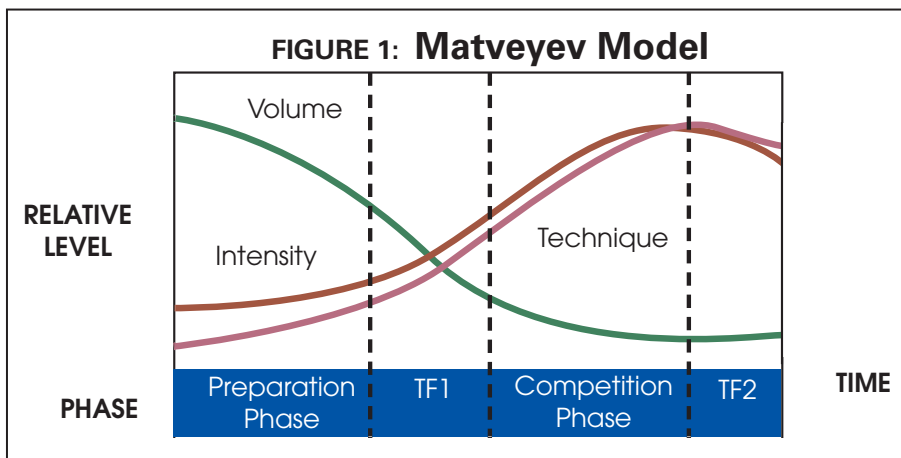 FIGURE 1: Matveyev Model
Volume
RELATIVE
LEVEL
Intensity
Technique
PHASE
Preparation
Phase
TF1
Competition
Phase
TF2
TIME